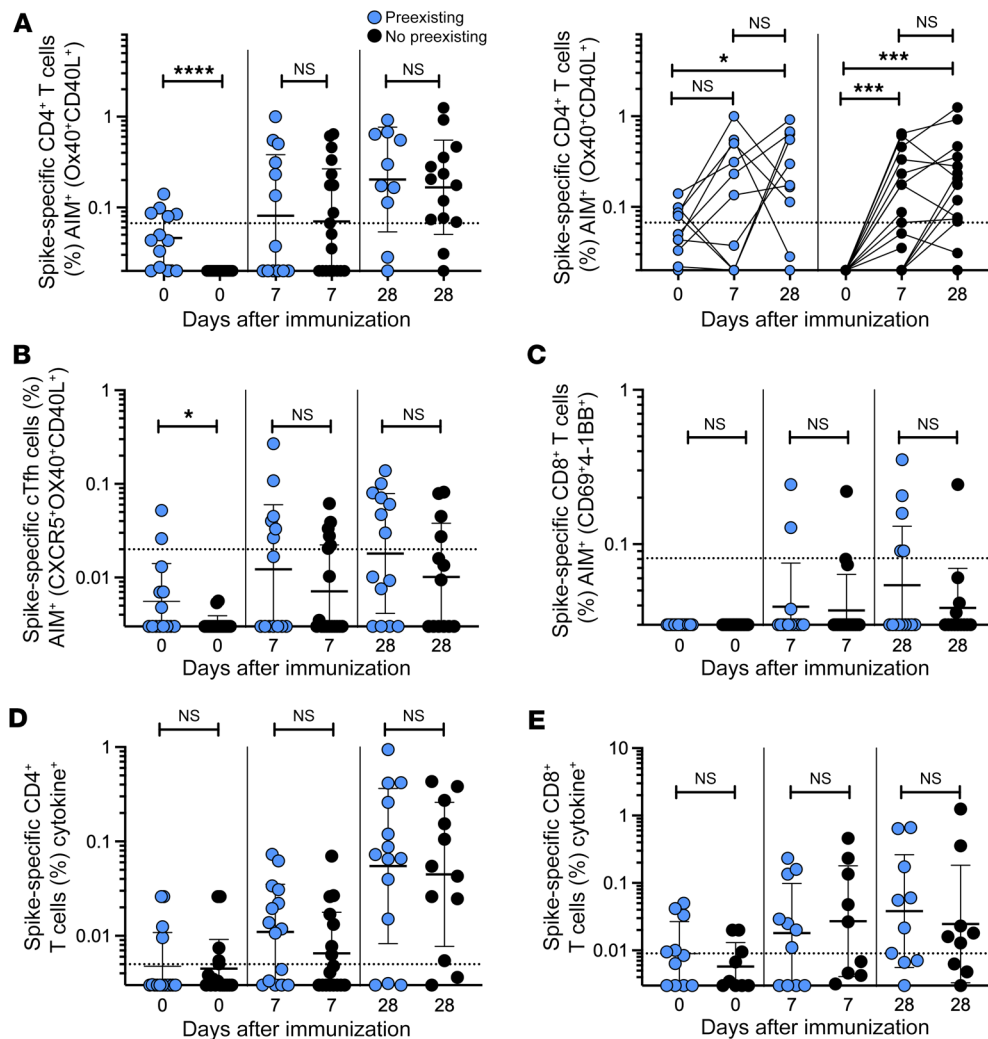 A
Preexisting
No preexisting
Spike-specific CD4⁺ T cells
(%) AIM⁺ (Ox40⁺CD40L⁺)
1
0.1
****
NS
NS
0
0
7
7
28
28
Days after immunization
Spike-specific CD4⁺ T cells
(%) AIM⁺ (Ox40⁺CD40L⁺)
1
0.1
NS
NS
*
***
NS
***
0
7
28
0
7
28
Days after immunization
B
Spike-specific cTfh cells (%)
AIM⁺ (CXCR5⁺OX40⁺CD40L⁺)
1
0.1
0.01
*
NS
NS
0
0
7
7
28
28
Days after immunization
C
Spike-specific CD8⁺ T cells
(%) AIM⁺ (CD69⁺4-1BB⁺)
1
0.1
NS
NS
NS
0
0
7
7
28
28
Days after immunization
D
Spike-specific CD4⁺
T cells (%) cytokine⁺
1
0.1
0.01
NS
NS
NS
0
0
7
7
28
28
Days after immunization
E
Spike-specific CD8⁺
T cells (%) cytokine⁺
10
1
0.1
0.01
NS
NS
NS
0
0
7
7
28
28
Days after immunization